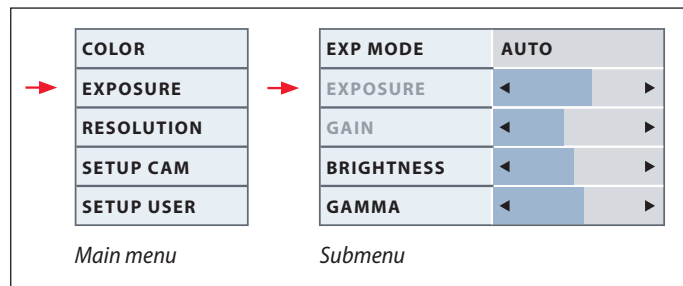 COLOR
EXPOSURE
RESOLUTION
SETUP CAM
SETUP USER
Main menu
EXP MODE AUTO
EXPOSURE
GAIN
BRIGHTNESS
GAMMA
Submenu